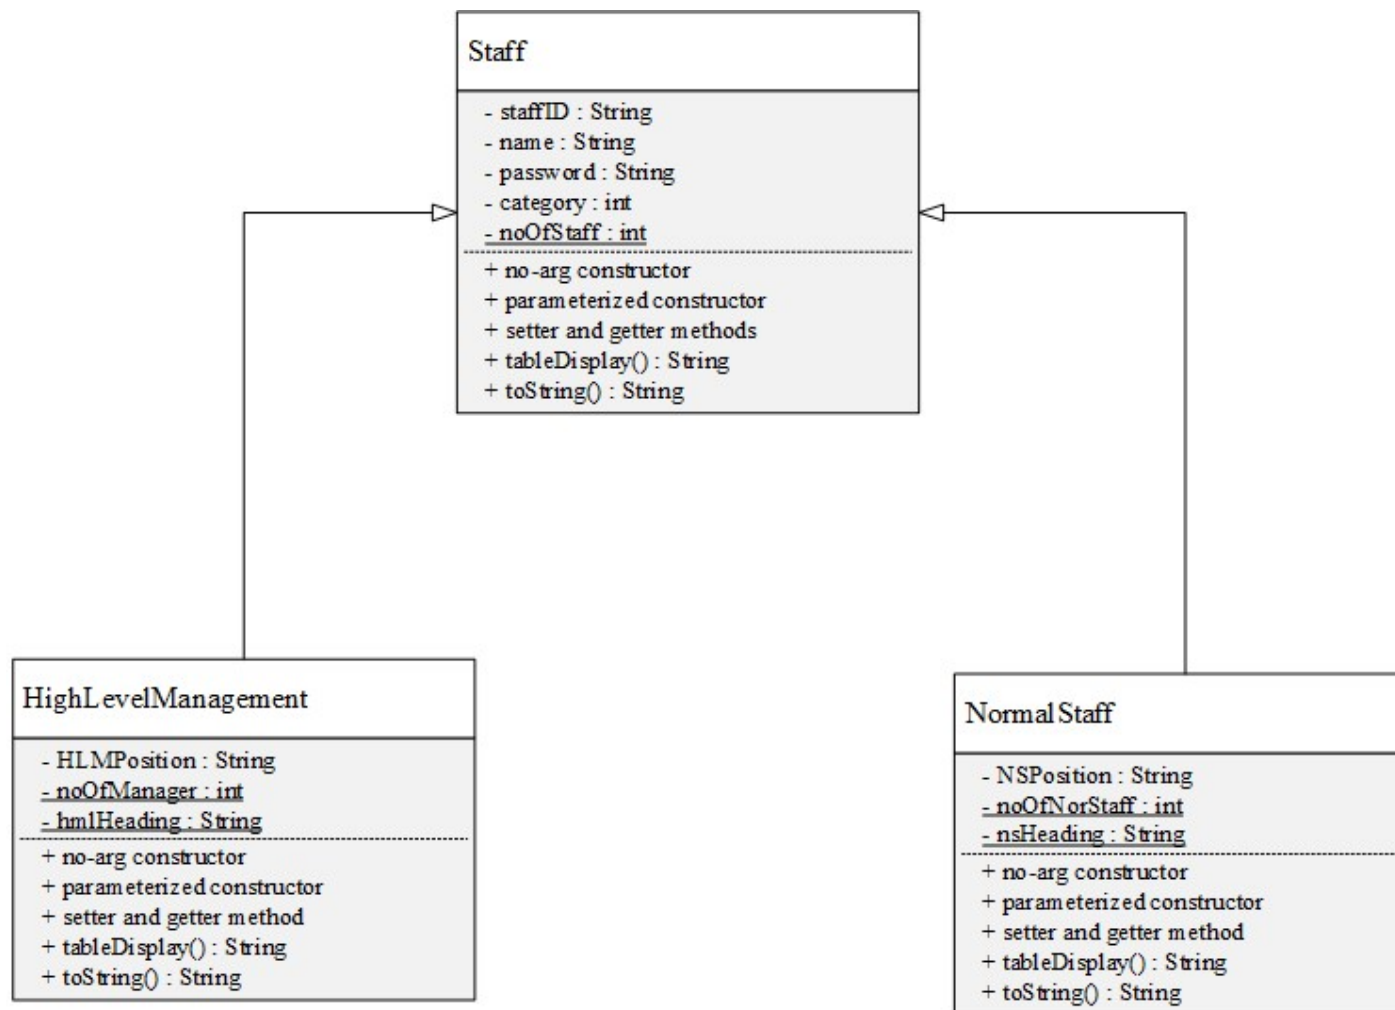 Staff
- staffID : String
- name : String
- password : String
- category : int
- noOfStaff : int
+ no-arg constructor
+ parameterized constructor
+ setter and getter methods
+ tableDisplay() : String
+ toString() : String
HighLevelManagement
- HLMPosition : String
- noOfManager : int
- hmlHeading : String
+ no-arg constructor
+ parameterized constructor
+ setter and getter method
+ tableDisplay() : String
+ toString() : String
NormalStaff
- NSPosition : String
- noOfNorStaff : int
- nsHeading : String
+ no-arg constructor
+ parameterized constructor
+ setter and getter method
+ tableDisplay() : String
+ toString() : String